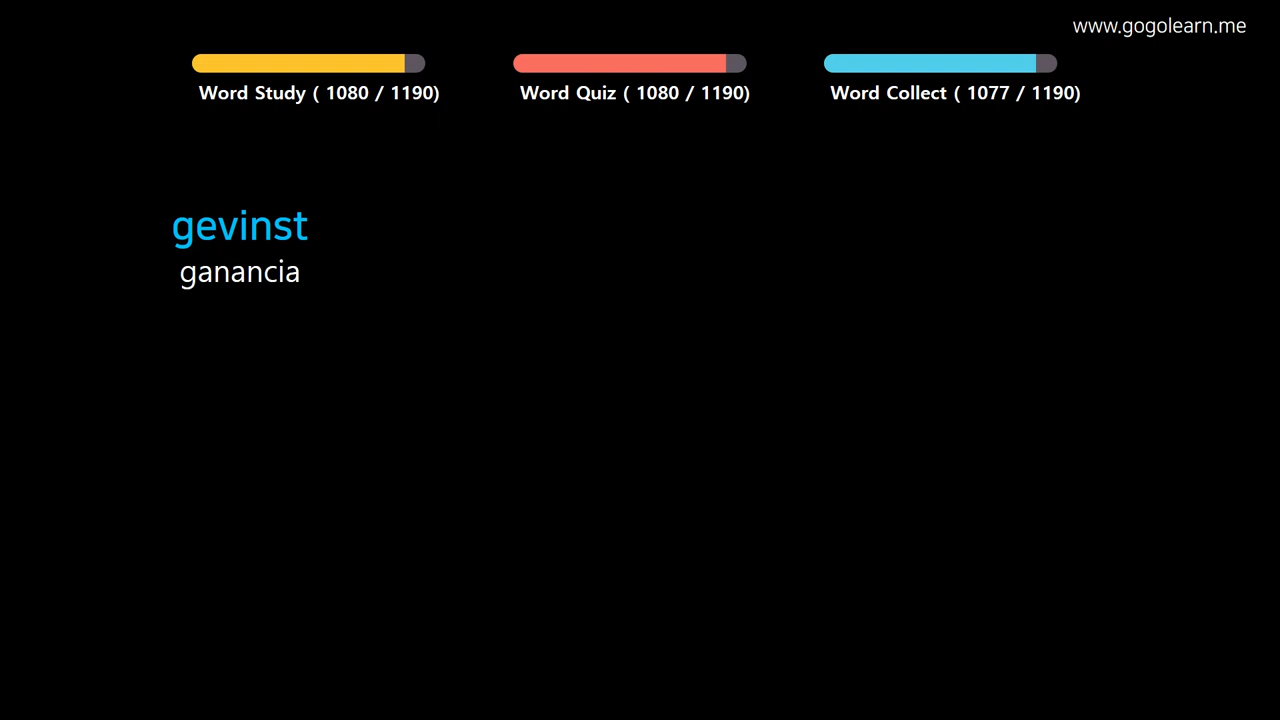 www.gogolearn.me
Word Study ( 1080 / 1190)
Word Quiz ( 1080 / 1190)
Word Collect ( 1077 / 1190)
gevinst
ganancia